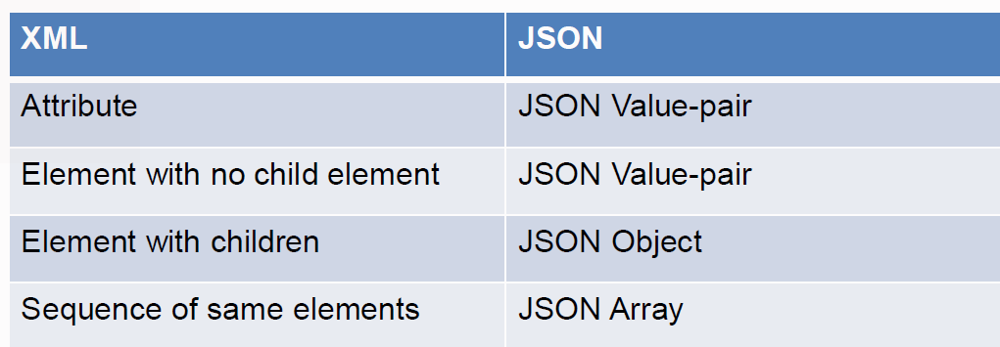 XML JSON
Attribute JSON Value-pair
Element with no child element JSON Value-pair
Element with children JSON Object
Sequence of same elements JSON Array